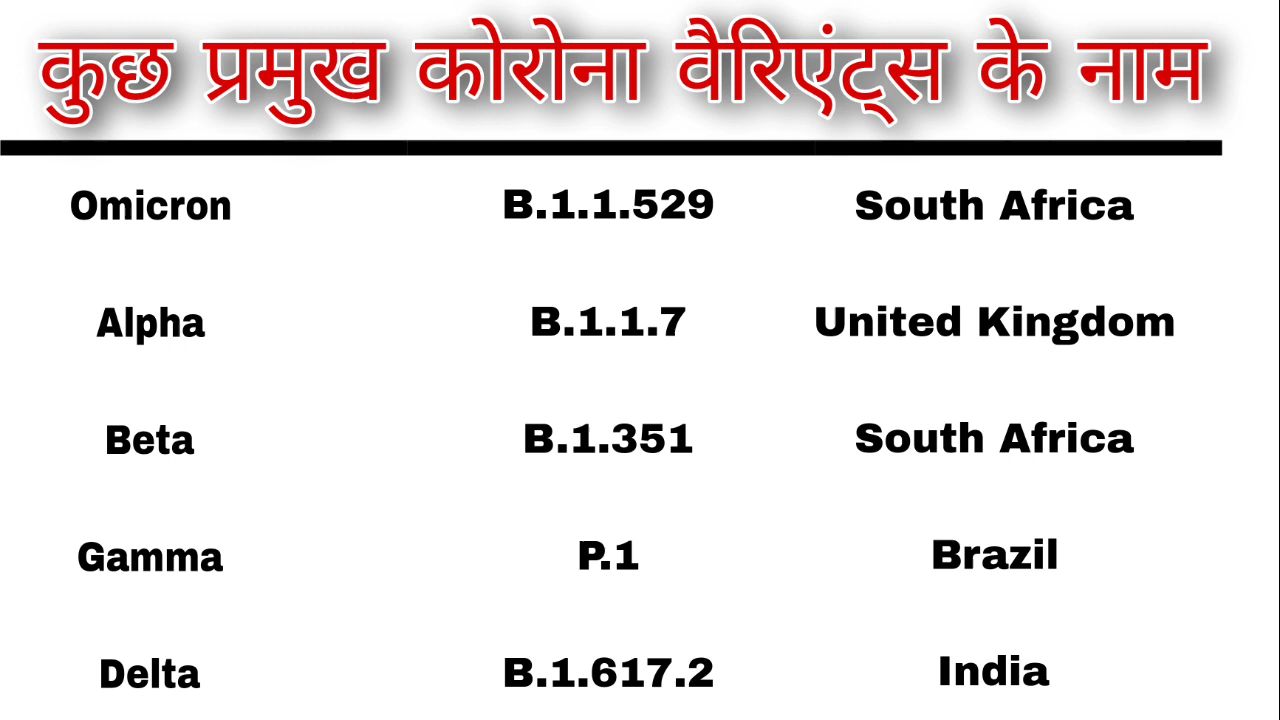 कुछ प्रमुख कोरोना वैरिएंट्स के नाम
Omicron B.1.1.529 South Africa
Alpha B.1.1.7 United Kingdom
Beta B.1.351 South Africa
Gamma P.1 Brazil
Delta B.1.617.2 India